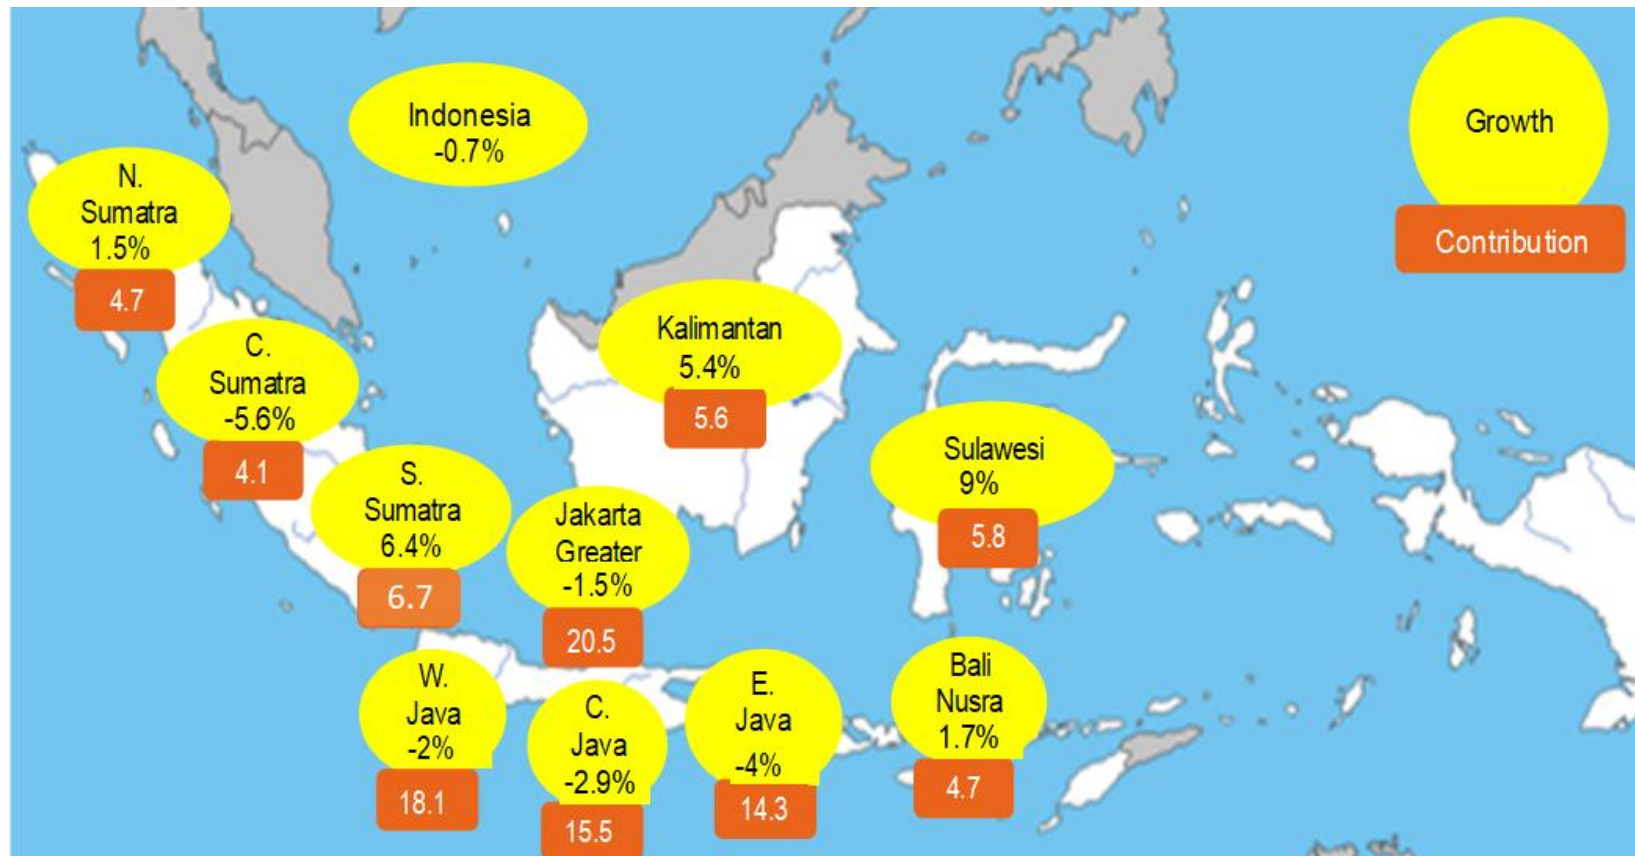 Indonesia
-0.7%
Growth
Contribution
N.
Sumatra
1.5%
4.7
C.
Sumatra
-5.6%
4.1
S.
Sumatra
6.4%
6.7
Kalimantan
5.4%
5.6
Sulawesi
9%
5.8
Jakarta
Greater
-1.5%
20.5
W.
Java
-2%
18.1
C.
Java
-2.9%
15.5
E.
Java
-4%
14.3
Bali
Nusra
1.7%
4.7